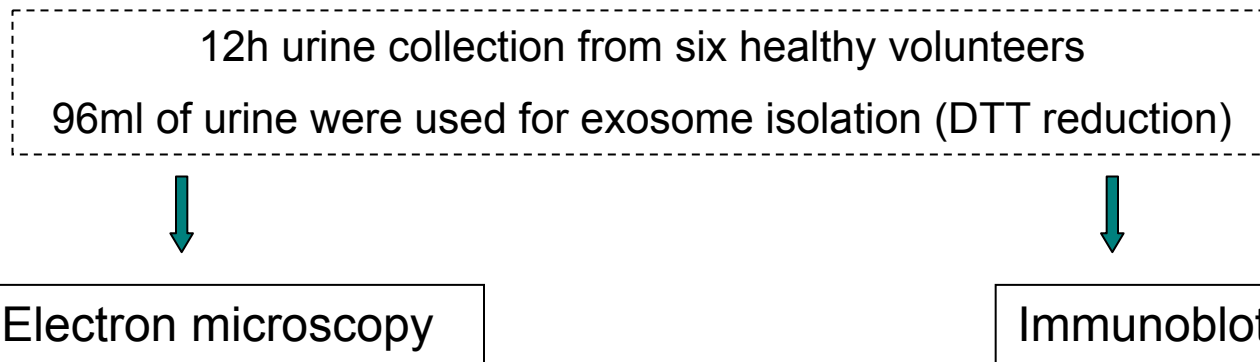 12h urine collection from six healthy volunteers
96ml of urine were used for exosome isolation (DTT reduction)
Electron microscopy
Immunoblot